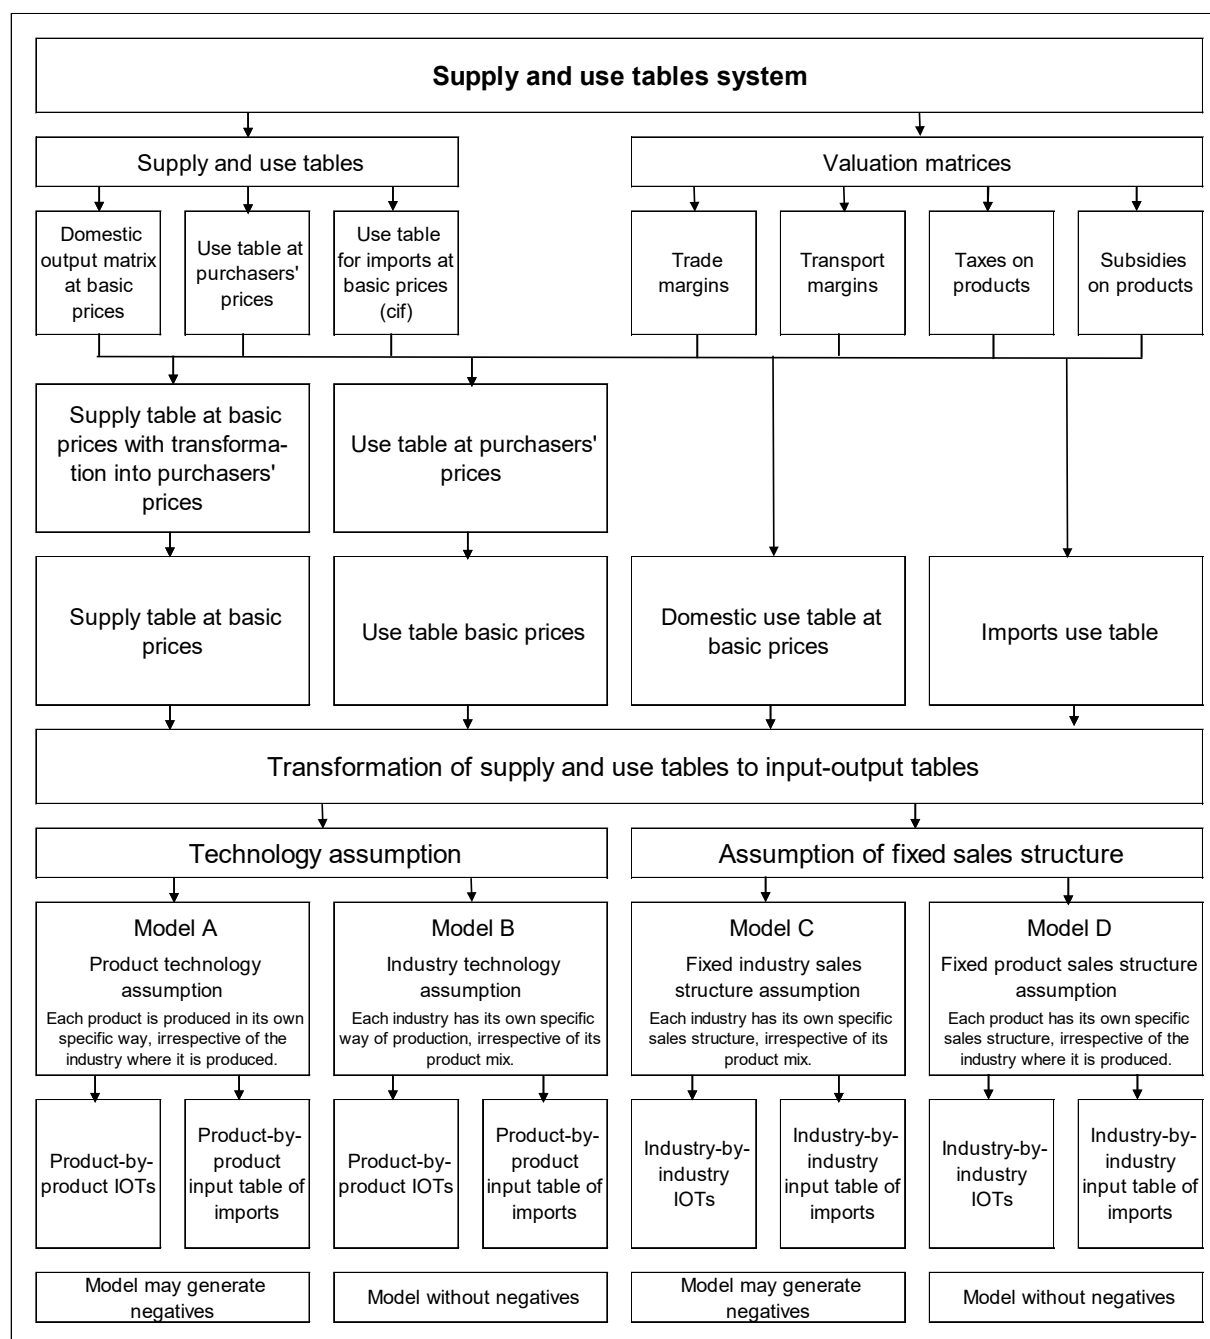 Supply and use tables system
Supply and use tables
Valuation matrices
Domestic
output matrix
at basic
prices
Use table at
purchasers'
prices
Use table
for imports at
basic prices
(cif)
Trade
margins
Transport
margins
Taxes on
products
Subsidies
on products
Supply table at basic
prices with transforma-
tion into purchasers'
prices
Use table at purchasers'
prices
Supply table at basic
prices
Use table basic prices
Domestic use table at
basic prices
Imports use table
Transformation of supply and use tables to input-output tables
Technology assumption
Assumption of fixed sales structure
Model A
Product technology
assumption
Each product is produced in its own
specific way, irrespective of the
industry where it is produced.
Model B
Industry technology
assumption
Each industry has its own specific
way of production, irrespective of its
product mix.
Model C
Fixed industry sales
structure assumption
Each industry has its own specific
sales structure, irrespective of its
product mix.
Model D
Fixed product sales structure
assumption
Each product has its own specific
sales structure, irrespective of the
industry where it is produced.
Product-by-
product IOTs
Product-by-
product
input table of
imports
Product-by-
product IOTs
Product-by-
product
input table of
imports
Industry-by-
industry
IOTs
Industry-by-
industry
input table of
imports
Industry-by-
industry IOTs
Industry-by-
industry
input table of
imports
Model may generate
negatives
Model without negatives
Model may generate
negatives
Model without negatives